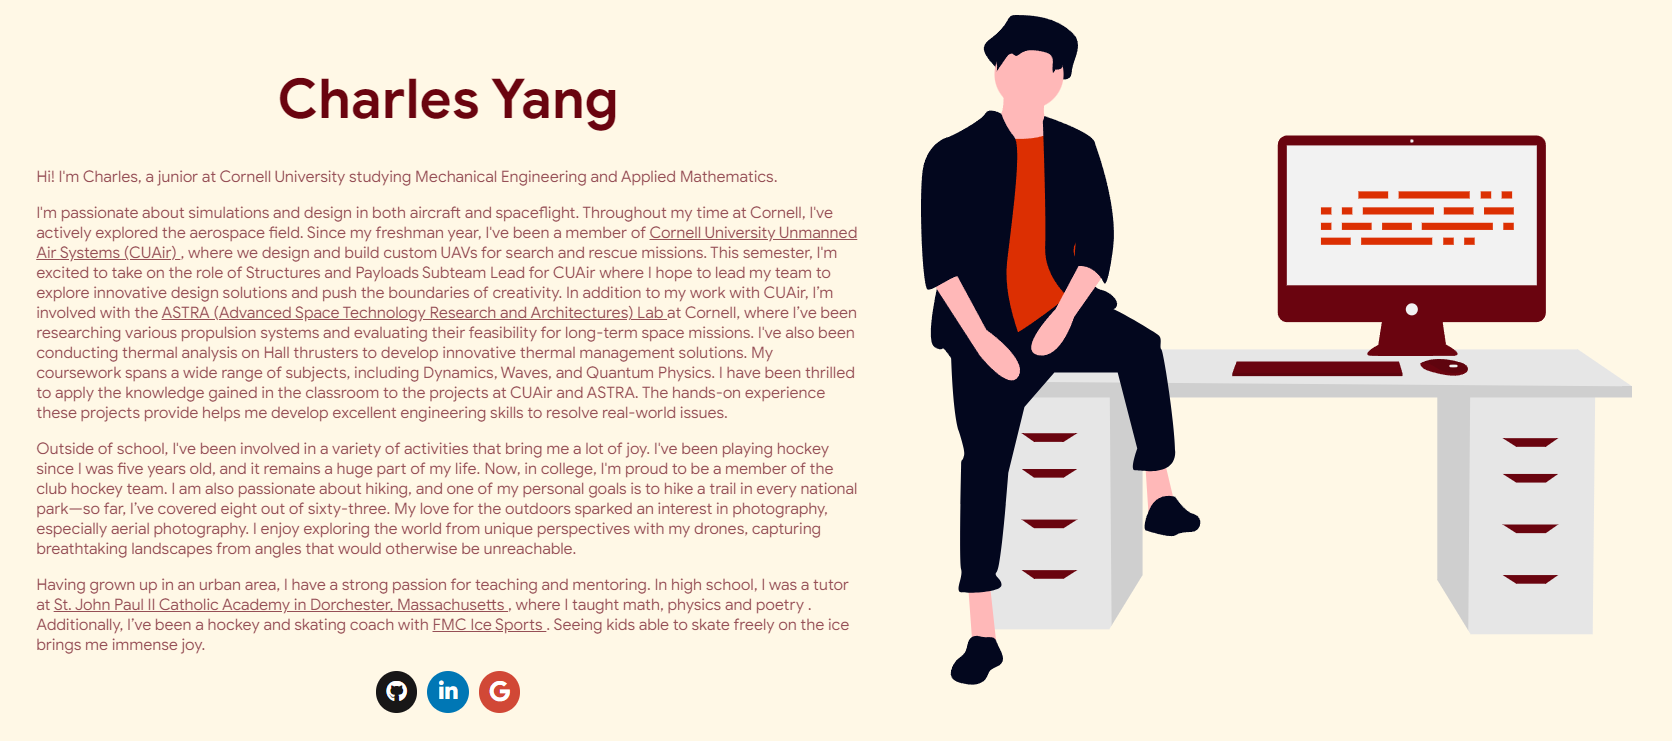 Charles Yang
Hi! I'm Charles, a junior at Cornell University studying Mechanical Engineering and Applied Mathematics.
I'm passionate about simulations and design in both aircraft and spaceflight. Throughout my time at Cornell, I've
actively explored the aerospace field. Since my freshman year, I've been a member of Cornell University Unmanned
Air Systems (CUAir) , where we design and build custom UAVs for search and rescue missions. This semester, I'm
excited to take on the role of Structures and Payloads Subteam Lead for CUAir where I hope to lead my team to
explore innovative design solutions and push the boundaries of creativity. In addition to my work with CUAir, I’m
involved with the ASTRA (Advanced Space Technology Research and Architectures) Lab at Cornell, where I’ve been
researching various propulsion systems and evaluating their feasibility for long-term space missions. I've also been
conducting thermal analysis on Hall thrusters to develop innovative thermal management solutions. My
coursework spans a wide range of subjects, including Dynamics, Waves, and Quantum Physics. I have been thrilled
to apply the knowledge gained in the classroom to the projects at CUAir and ASTRA. The hands-on experience
these projects provide helps me develop excellent engineering skills to resolve real-world issues.
Outside of school, I've been involved in a variety of activities that bring me a lot of joy. I've been playing hockey
since I was five years old, and it remains a huge part of my life. Now, in college, I'm proud to be a member of the
club hockey team. I am also passionate about hiking, and one of my personal goals is to hike a trail in every national
park—so far, I’ve covered eight out of sixty-three. My love for the outdoors sparked an interest in photography,
especially aerial photography. I enjoy exploring the world from unique perspectives with my drones, capturing
breathtaking landscapes from angles that would otherwise be unreachable.
Having grown up in an urban area, I have a strong passion for teaching and mentoring. In high school, I was a tutor
at St. John Paul II Catholic Academy in Dorchester, Massachusetts , where I taught math, physics and poetry .
Additionally, I’ve been a hockey and skating coach with FMC Ice Sports . Seeing kids able to skate freely on the ice
brings me immense joy.
in G